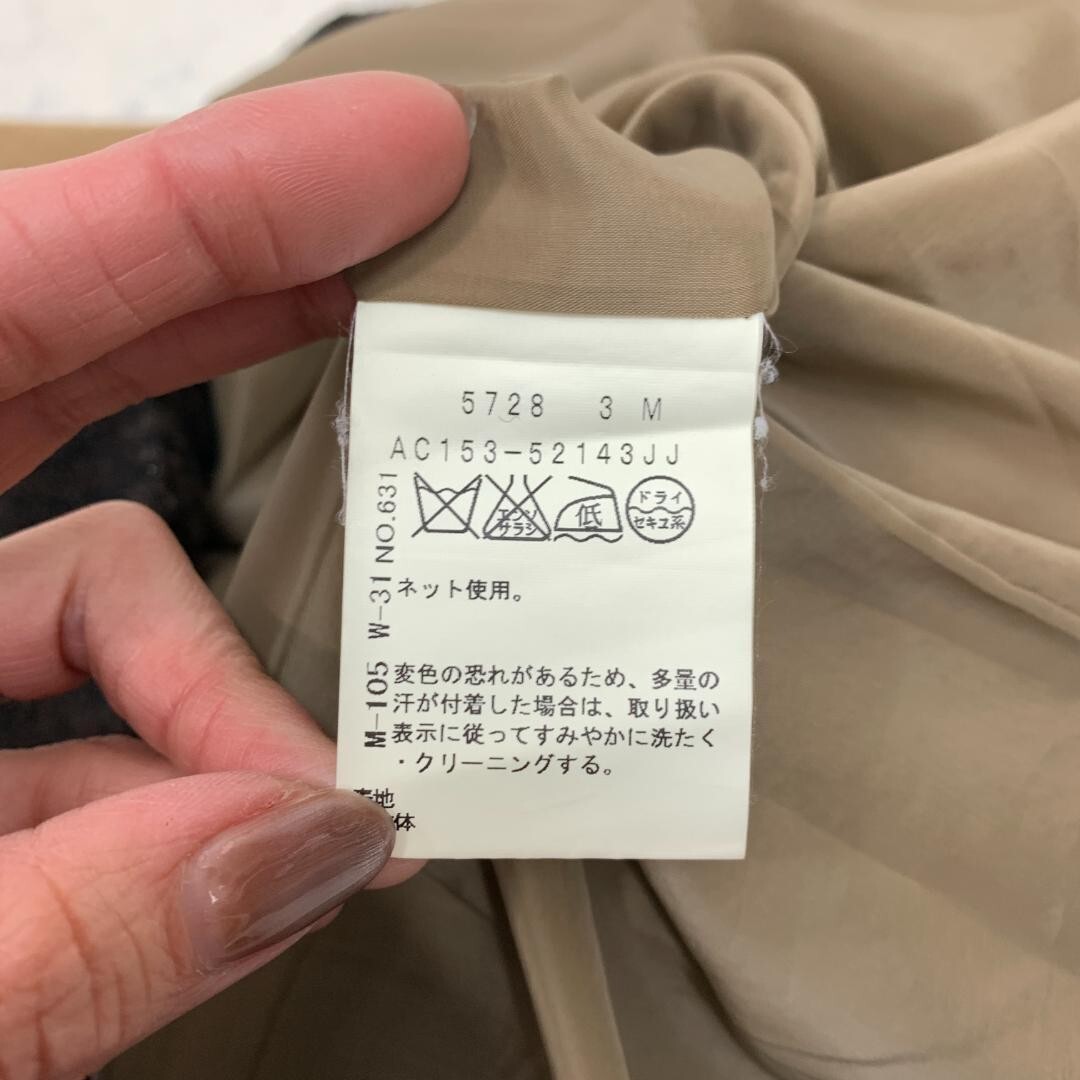 5728 3 M
AC153-52143JJ
エンソ
サラシ
低
ドライ
セキユ系
M-105 W-31 NO.631
ネット使用。
変色の恐れがあるため、多量の
汗が付着した場合は、取り扱い
表示に従ってすみやかに洗たく
・クリーニングする。
表地
体